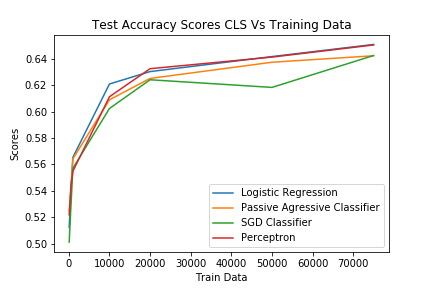 Test Accuracy Scores CLS Vs Training Data
0.64
0.62
0.60
0.58
0.56
0.54
0.52
0.50
Scores
Logistic Regression
Passive Agressive Classifier
SGD Classifier
Perceptron
0 10000 20000 30000 40000 50000 60000 70000
Train Data